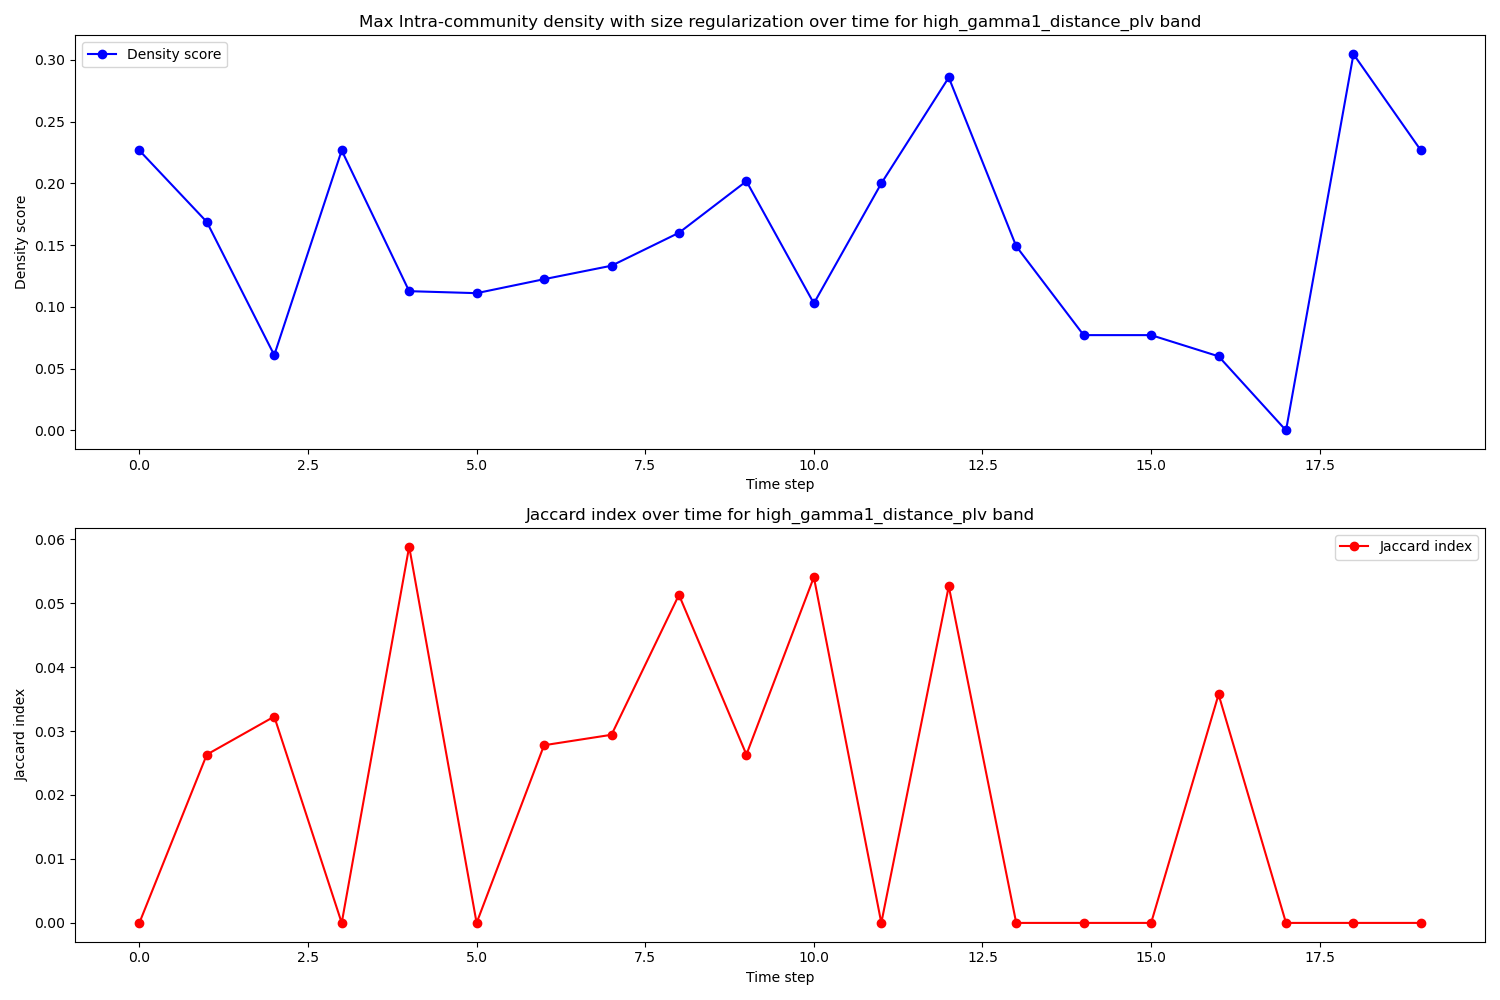 Max Intra-community density with size regularization over time for high_gamma1_distance_plv band
Density score
0.30
0.25
0.20
0.15
0.10
0.05
0.00
Density score
0.0 2.5 5.0 7.5 10.0 12.5 15.0 17.5
Time step
Jaccard index over time for high_gamma1_distance_plv band
Jaccard index
0.06
0.05
0.04
0.03
0.02
0.01
0.00
Jaccard index
0.0 2.5 5.0 7.5 10.0 12.5 15.0 17.5
Time step